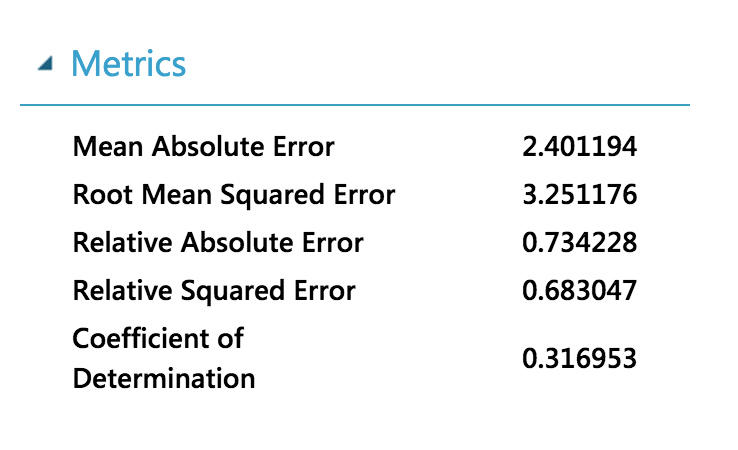 Metrics
Mean Absolute Error 2.401194
Root Mean Squared Error 3.251176
Relative Absolute Error 0.734228
Relative Squared Error 0.683047
Coefficient of
Determination 0.316953